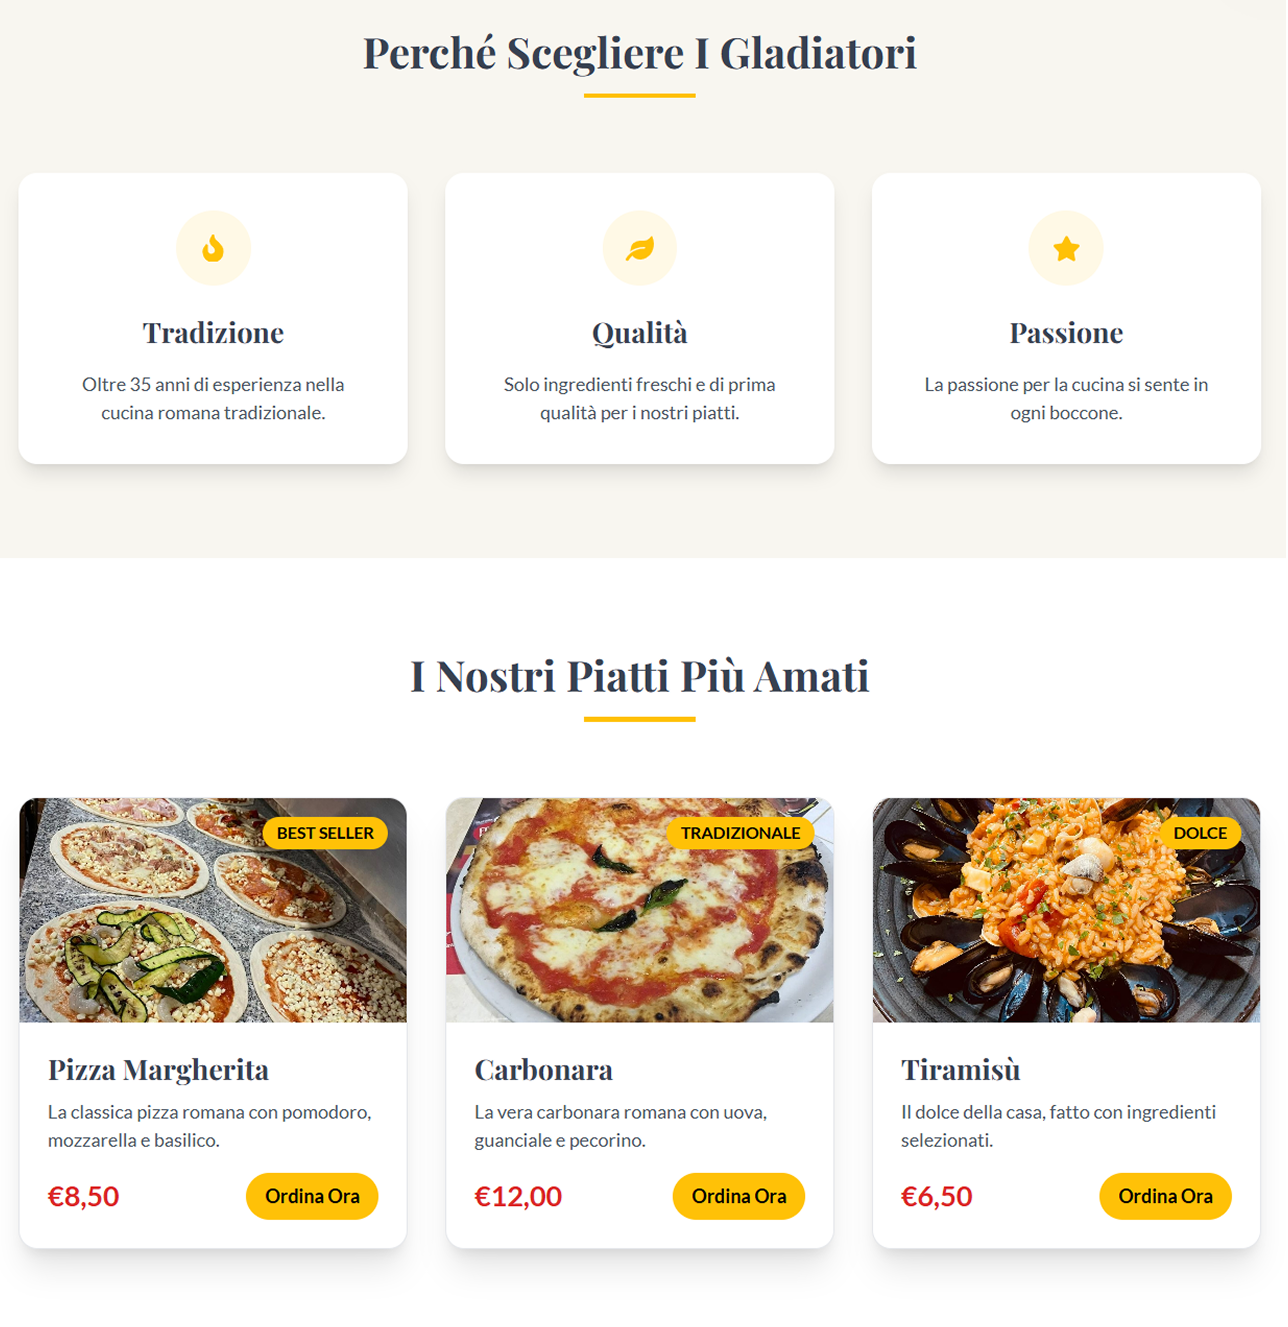 Perché Scegliere I Gladiatori
Tradizione
Oltre 35 anni di esperienza nella
cucina romana tradizionale.
Qualità
Solo ingredienti freschi e di prima
qualità per i nostri piatti.
Passione
La passione per la cucina si sente in
ogni boccone.
I Nostri Piatti Più Amati
BEST SELLER
Pizza Margherita
La classica pizza romana con pomodoro,
mozzarella e basilico.
€8,50
Ordina Ora
TRADIZIONALE
Carbonara
La vera carbonara romana con uova,
guanciale e pecorino.
€12,00
Ordina Ora
DOLCE
Tiramisù
Il dolce della casa, fatto con ingredienti
selezionati.
€6,50
Ordina Ora